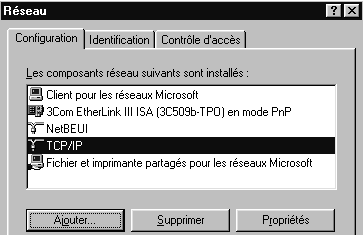 Réseau
Configuration Identification Contrôle d'accès
Les composants réseau suivants sont installés :
Client pour les réseaux Microsoft
3Com EtherLink III ISA (3C509b-TPO) en mode PnP
NetBEUI
TCP/IP
Fichier et imprimante partagés pour les réseaux Microsoft
Ajouter... Supprimer Propriétés